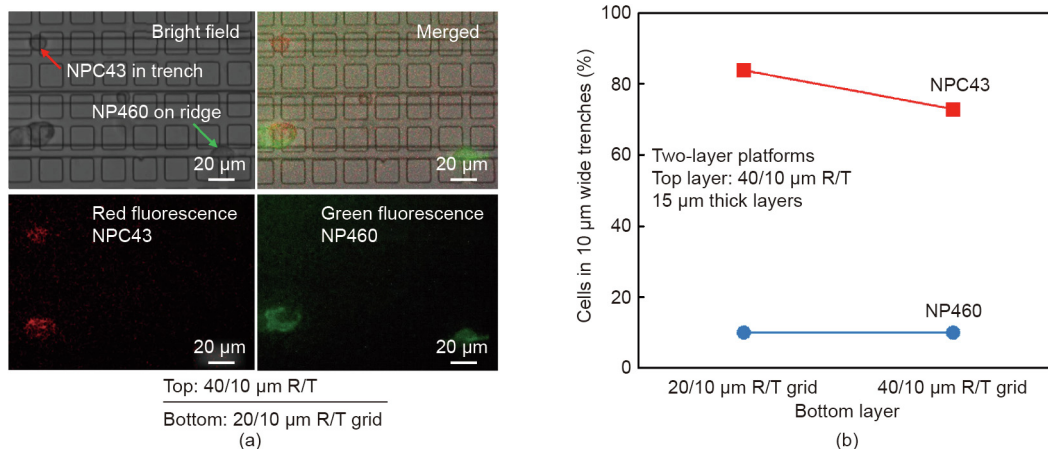 Bright field
NPC43 in trench
NP460 on ridge
20 μm
Merged
20 μm
Red fluorescence
NPC43
20 μm
Green fluorescence
NP460
20 μm
Top: 40/10 μm R/T
Bottom: 20/10 μm R/T grid
(a)
Cells in 10 μm wide trenches (%)
100
80
60
40
20
0
NPC43
Two-layer platforms
Top layer: 40/10 μm R/T
15 μm thick layers
NP460
20/10 μm R/T grid
40/10 μm R/T grid
Bottom layer
(b)